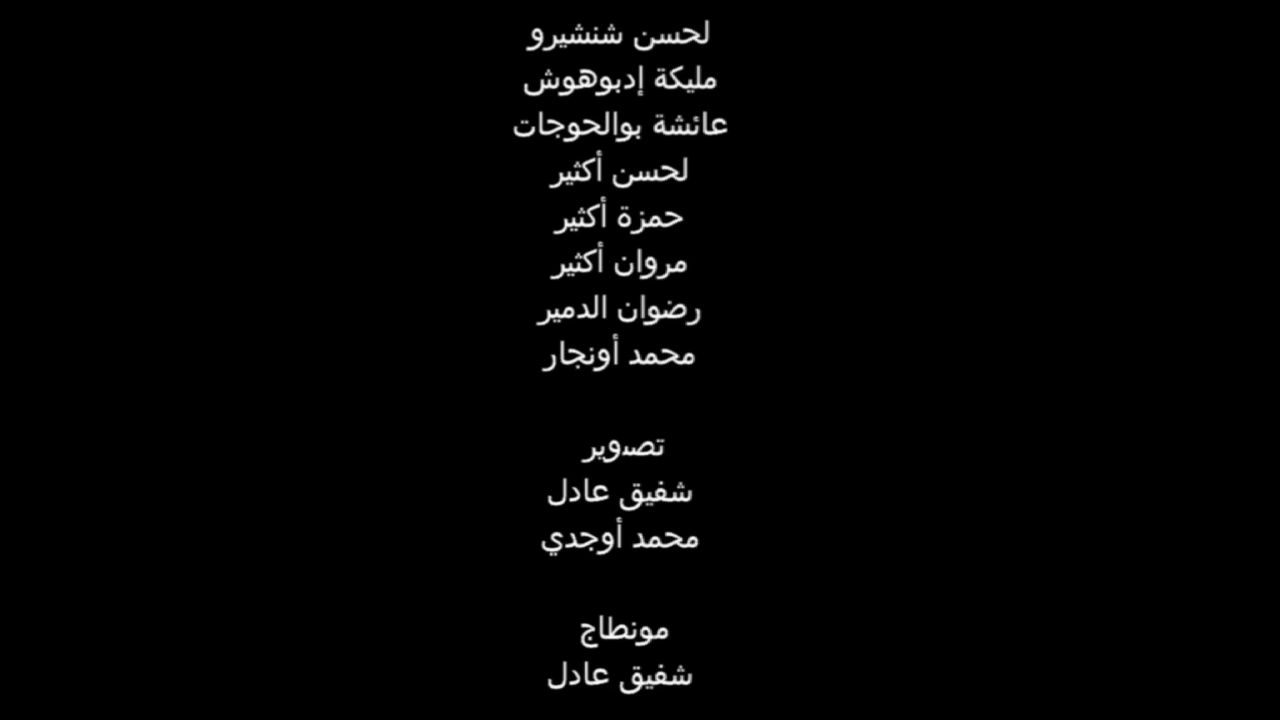 لحسن شنشيرو
مليكة إدبوهوش
عائشة بوالحوجات
لحسن أكثير
حمزة أكثير
مروان أكثير
رضوان الدمير
محمد أونجار
تصوير
شفيق عادل
محمد أوجدي
مونطاج
شفيق عادل